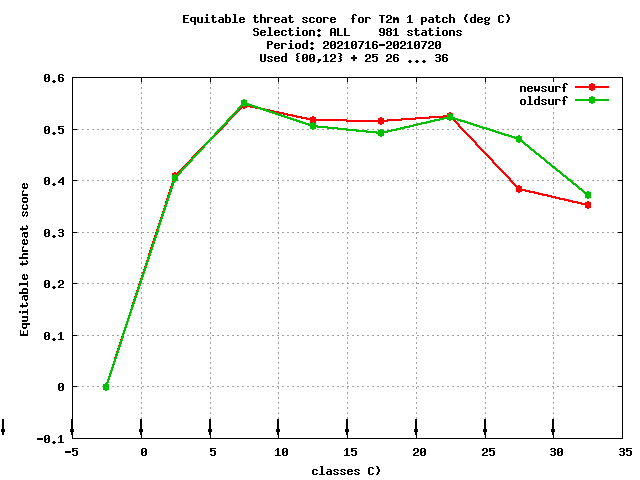 Equitable threat score  for T2m 1 patch (deg C)
Selection: ALL    981 stations
Period: 20210716-20210720
Used {00,12} + 25 26 ... 36
newsurf
oldsurf
Equitable threat score
0.6
0.5
0.4
0.3
0.2
0.1
0
-0.1
-5 0 5 10 15 20 25 30 35
classes C)